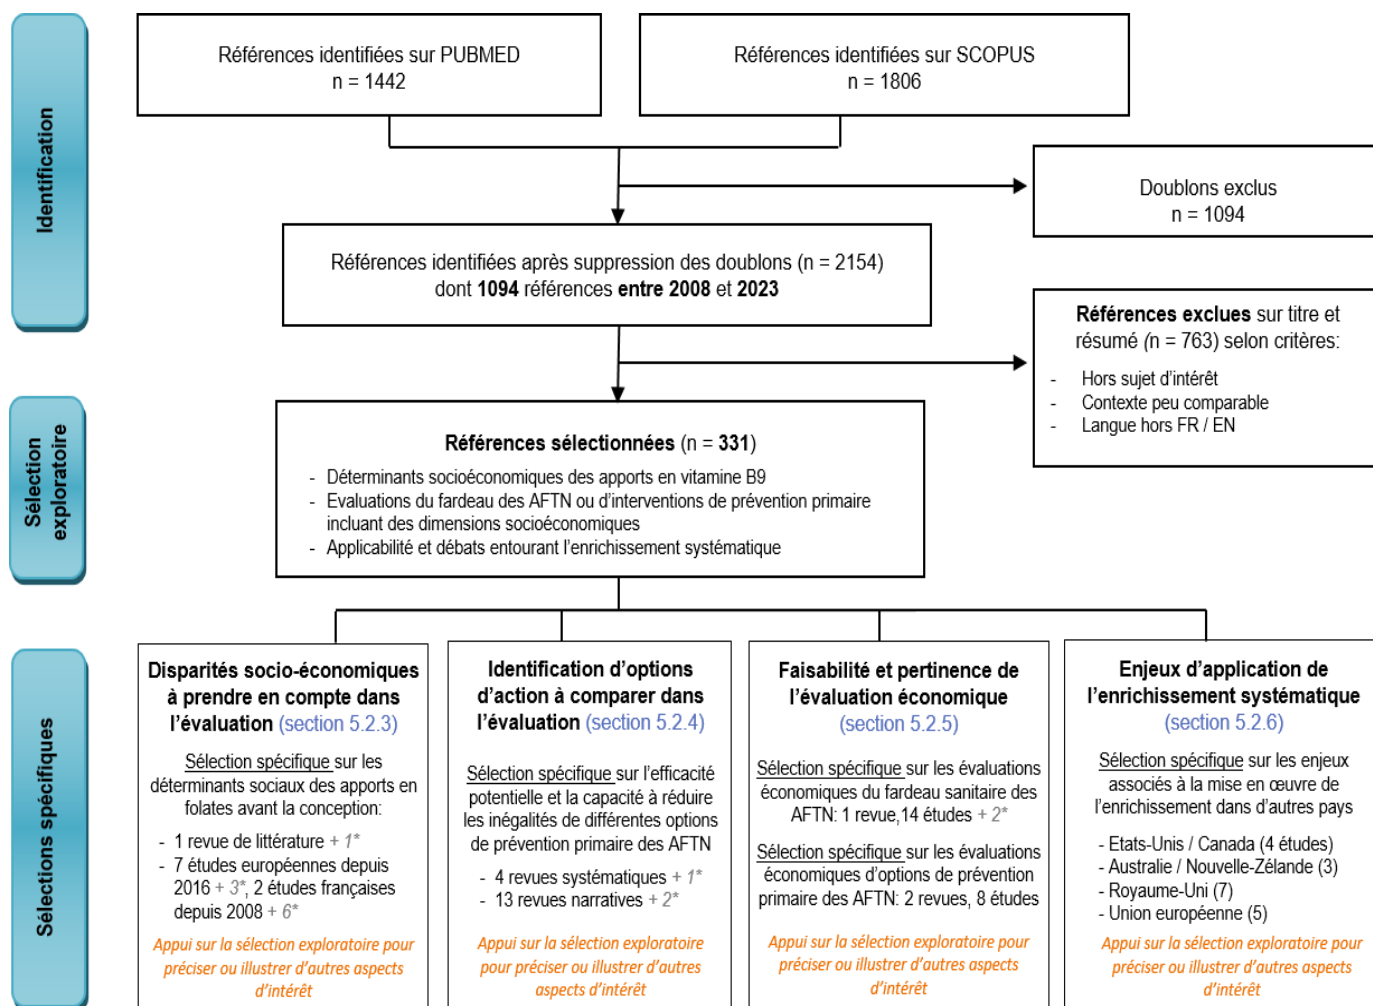 Identification
Références identifiées sur PUBMED
n = 1442
Références identifiées sur SCOPUS
n = 1806
Doublons exclus
n = 1094
Références identifiées après suppression des doublons (n = 2154)
dont 1094 références entre 2008 et 2023
Références exclues sur titre et
résumé (n = 763) selon critères:
- Hors sujet d’intérêt
- Contexte peu comparable
- Langue hors FR / EN
Sélection
exploratoire
Références sélectionnées (n = 331)
- Déterminants socioéconomiques des apports en vitamine B9
- Evaluations du fardeau des AFTN ou d’interventions de prévention primaire
incluant des dimensions socioéconomiques
- Applicabilité et débats entourant l’enrichissement systématique
Sélections spécifiques
Disparités socio-économiques
à prendre en compte dans
l’évaluation (section 5.2.3)
Sélection spécifique sur les
déterminants sociaux des apports en
folates avant la conception:
- 1 revue de littérature + 1*
- 7 études européennes depuis
2016 + 3*, 2 études françaises
depuis 2008 + 6*
Appui sur la sélection exploratoire pour
préciser ou illustrer d’autres aspects
d’intérêt
Identification d’options
d’action à comparer dans
l’évaluation (section 5.2.4)
Sélection spécifique sur l’efficacité
potentielle et la capacité à réduire
les inégalités de différentes options
de prévention primaire des AFTN
- 4 revues systématiques + 1*
- 13 revues narratives + 2*
Appui sur la sélection exploratoire
pour préciser ou illustrer d’autres
aspects d’intérêt
Faisabilité et pertinence de
l’évaluation économique
(section 5.2.5)
Sélection spécifique sur les évaluations
économiques du fardeau sanitaire des
AFTN: 1 revue,14 études + 2*
Sélection spécifique sur les évaluations
économiques d’options de prévention
primaire des AFTN: 2 revues, 8 études
Appui sur la sélection exploratoire pour
préciser ou illustrer d’autres aspects
d’intérêt
Enjeux d’application de
l’enrichissement systématique
(section 5.2.6)
Sélection spécifique sur les enjeux
associés à la mise en œuvre de
l’enrichissement dans d’autres pays
- Etats-Unis / Canada (4 études)
- Australie / Nouvelle-Zélande (3)
- Royaume-Uni (7)
- Union européenne (5)
Appui sur la sélection exploratoire pour
préciser ou illustrer d’autres aspects
d’intérêt